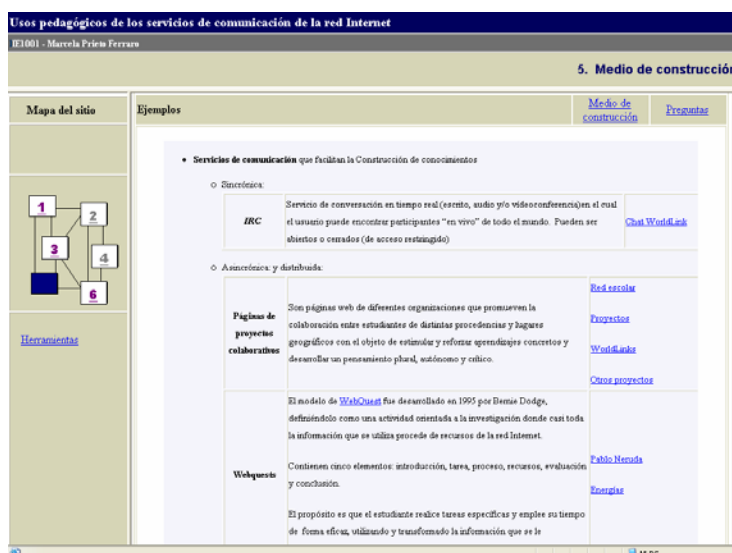 Usos pedagógicos de los servicios de comunicación de la red Internet
IE1001 - Marcela Prieto Ferraro
5. Medio de construcción
Mapa del sitio
Ejemplos
Medio de
construcción
Preguntas
1
2
3
4
6
Herramientas
• Servicios de comunicación que facilitan la Construcción de conocimientos
o Sincrónica:
IRC
Servicio de conversación en tiempo real (escrito, audio y/o vídeoconferencia)en el cual
el usuario puede encontrar participantes "en vivo" de todo el mundo. Pueden ser
abiertos o cerrados (de acceso restringido)
Chat WorldLink
o Asincrónica: y distribuida:
Páginas de
proyectos
colaborativos
Son páginas web de diferentes organizaciones que promueven la
colaboración entre estudiantes de distintas procedencias y lugares
geográficos con el objeto de estimular y reforzar aprendizajes concretos y
desarrollar un pensamiento plural, autónomo y crítico.
Red escolar
Proyectos
WorldLinks
Otros proyectos
Webquests
El modelo de WebQuest fue desarrollado en 1995 por Bernie Dodge,
definiéndolo como una actividad orientada a la investigación donde casi toda
la información que se utiliza procede de recursos de la red Internet.
Contienen cinco elementos: introducción, tarea, proceso, recursos, evaluación
y conclusión.
El propósito es que el estudiante realice tareas específicas y emplee su tiempo
de forma eficaz, utilizando y transformado la información que se le
Pablo Neruda
Energías